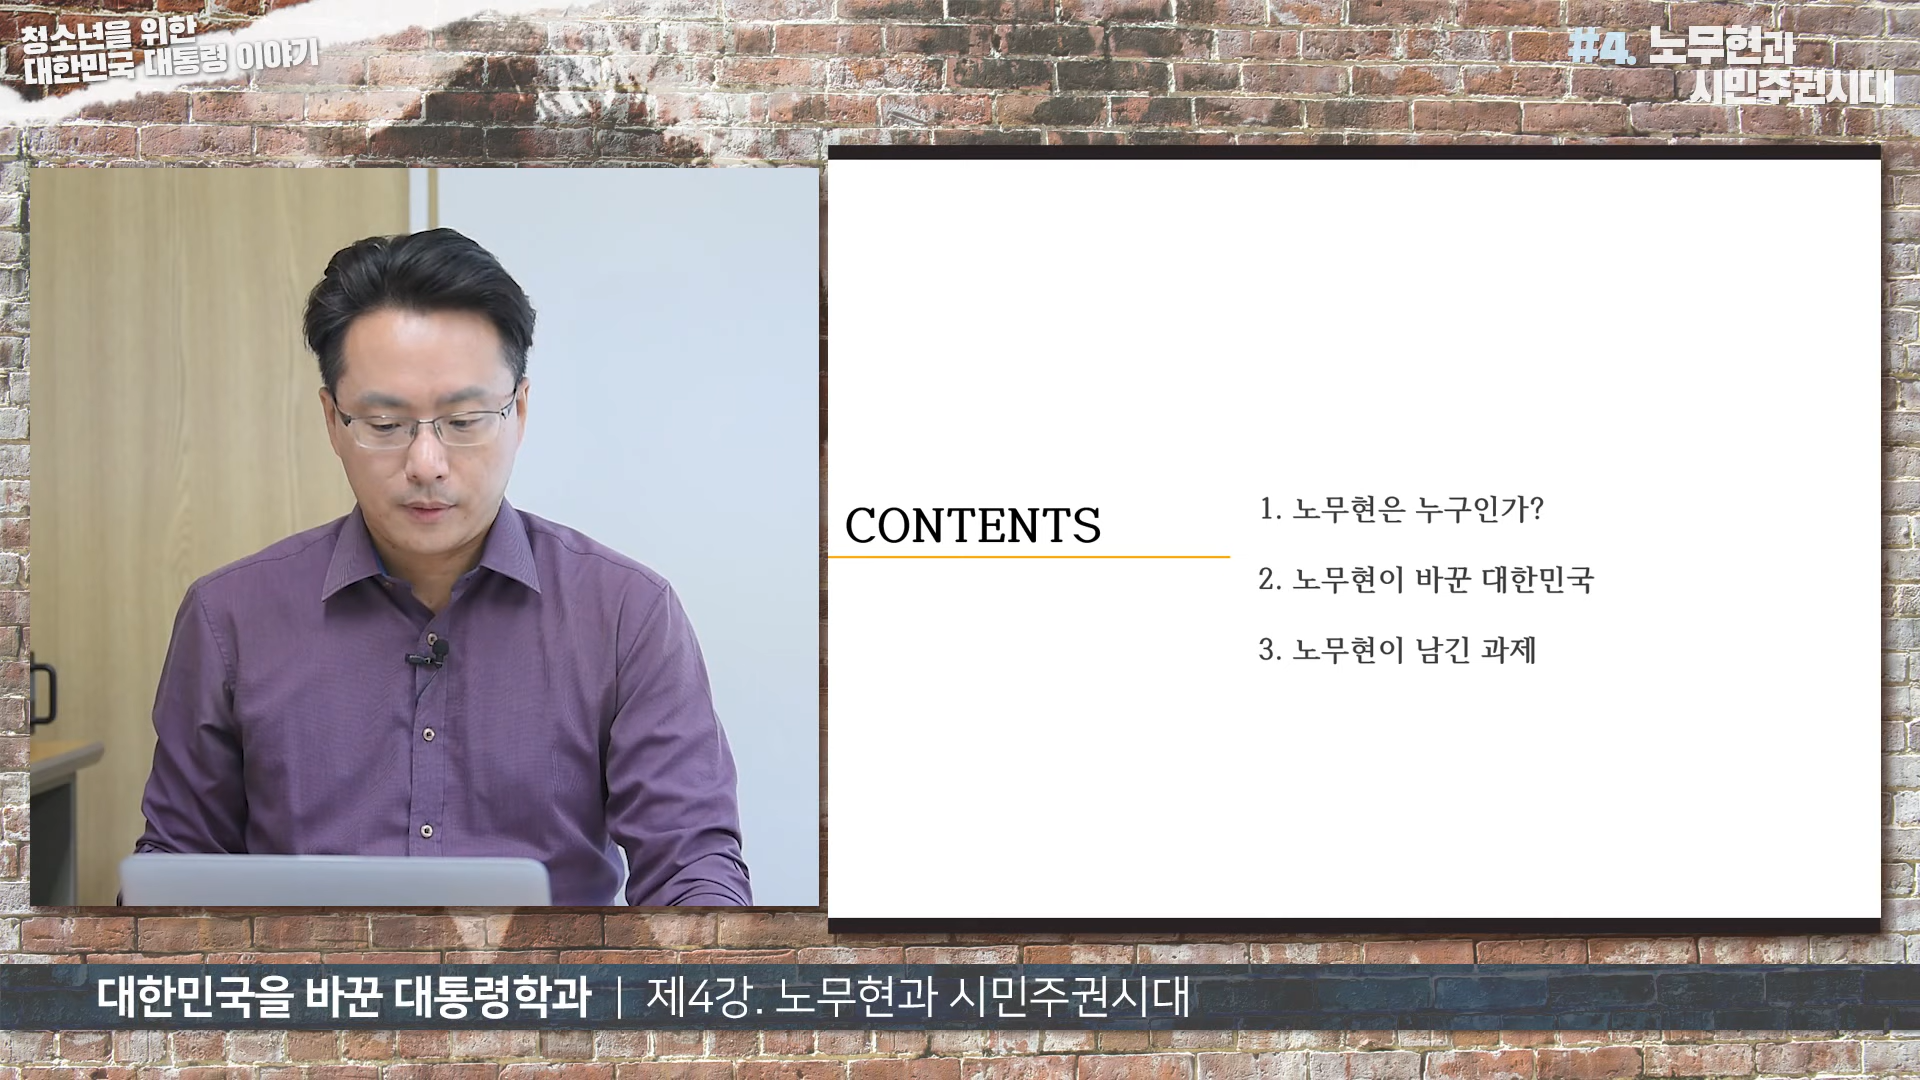 청소년을 위한
대한민국 대통령 이야기
#4. 노무현과
시민주권시대
CONTENTS
1. 노무현은 누구인가?
2. 노무현이 바꾼 대한민국
3. 노무현이 남긴 과제
대한민국을 바꾼 대통령학과 | 제4강. 노무현과 시민주권시대